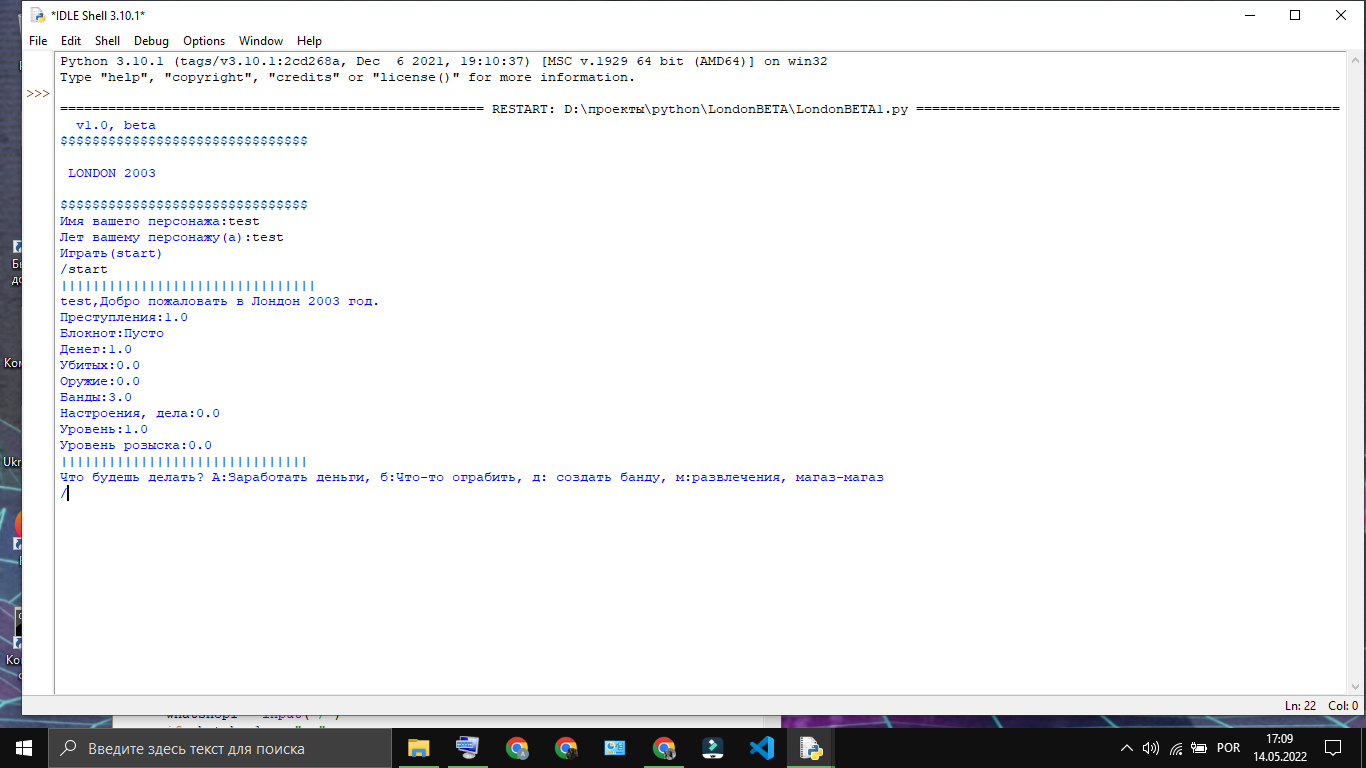 *IDLE Shell 3.10.1*
File Edit Shell Debug Options Window Help
Python 3.10.1 (tags/v3.10.1:2cd268a, Dec  6 2021, 19:10:37) [MSC v.1929 64 bit (AMD64)] on win32
Type "help", "copyright", "credits" or "license()" for more information.
>>>
===================================================== RESTART: D:\проекты\python\LondonBETA\LondonBETA1.py =====================================================
v1.0, beta
$$$$$$$$$$$$$$$$$$$$$$$$$$$$$$$
LONDON 2003
$$$$$$$$$$$$$$$$$$$$$$$$$$$$$$$
Имя вашего персонажа:test
Лет вашему персонажу(а):test
Играть(start)
/start
||||||||||||||||||||||||||||||||
test,Добро пожаловать в Лондон 2003 год.
Преступления:1.0
Блокнот:Пусто
Денег:1.0
Убитых:0.0
Оружие:0.0
Банды:3.0
Настроения, дела:0.0
Уровень:1.0
Уровень розыска:0.0
|||||||||||||||||||||||||||||||
Что будешь делать? А:Заработать деньги, б:Что-то ограбить, д: создать банду, м:развлечения, магаз-магаз
/
Ln: 22 Col: 0
Введите здесь текст для поиска
POR
17:09
14.05.2022